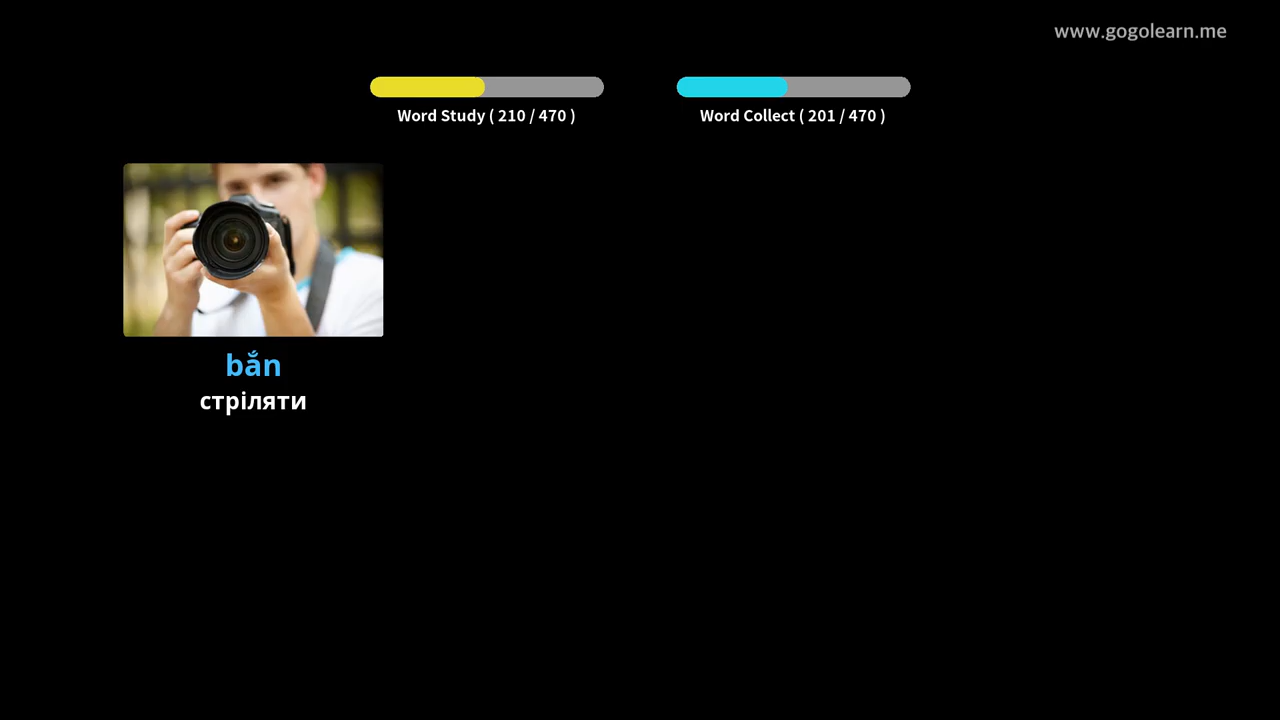 www.gogolearn.me
Word Study ( 210 / 470 )
Word Collect ( 201 / 470 )
bắn
стріляти